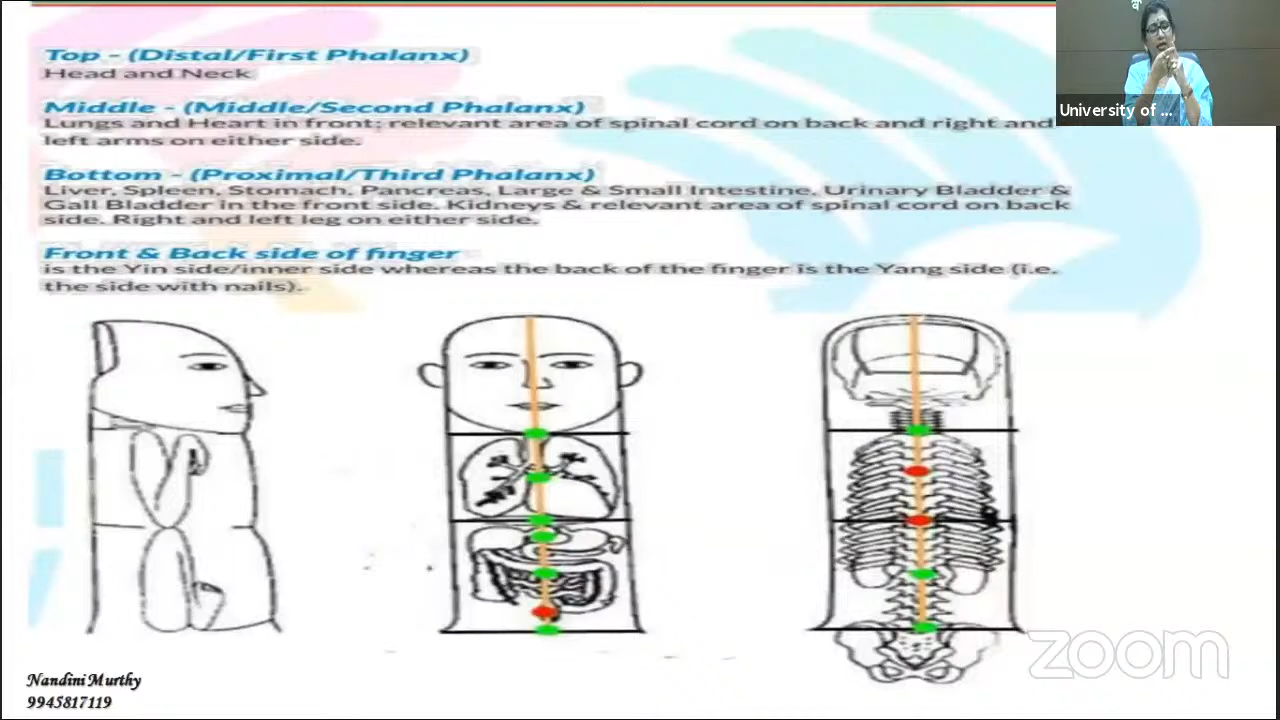 Top - (Distal/First Phalanx)
Head and Neck
Middle - (Middle/Second Phalanx)
Lungs and Heart in front; relevant area of spinal cord on back and right and
left arms on either side.
Bottom - (Proximal/Third Phalanx)
Liver, Spleen, Stomach, Pancreas, Large & Small Intestine, Urinary Bladder &
Gall Bladder in the front side. Kidneys & relevant area of spinal cord on back
side. Right and left leg on either side.
Front & Back side of finger
is the Yin side/inner side whereas the back of the finger is the Yang side (i.e.
the side with nails).
University of ...
zoom
Nandini Murthy
9945817119